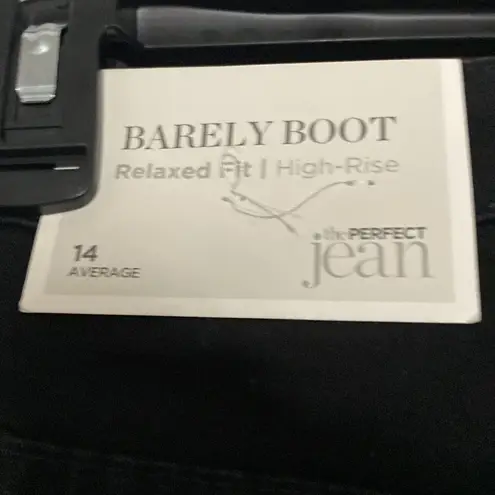 BARELY BOOT
Relaxed Fit | High-Rise
the PERFECT
jean
14
AVERAGE